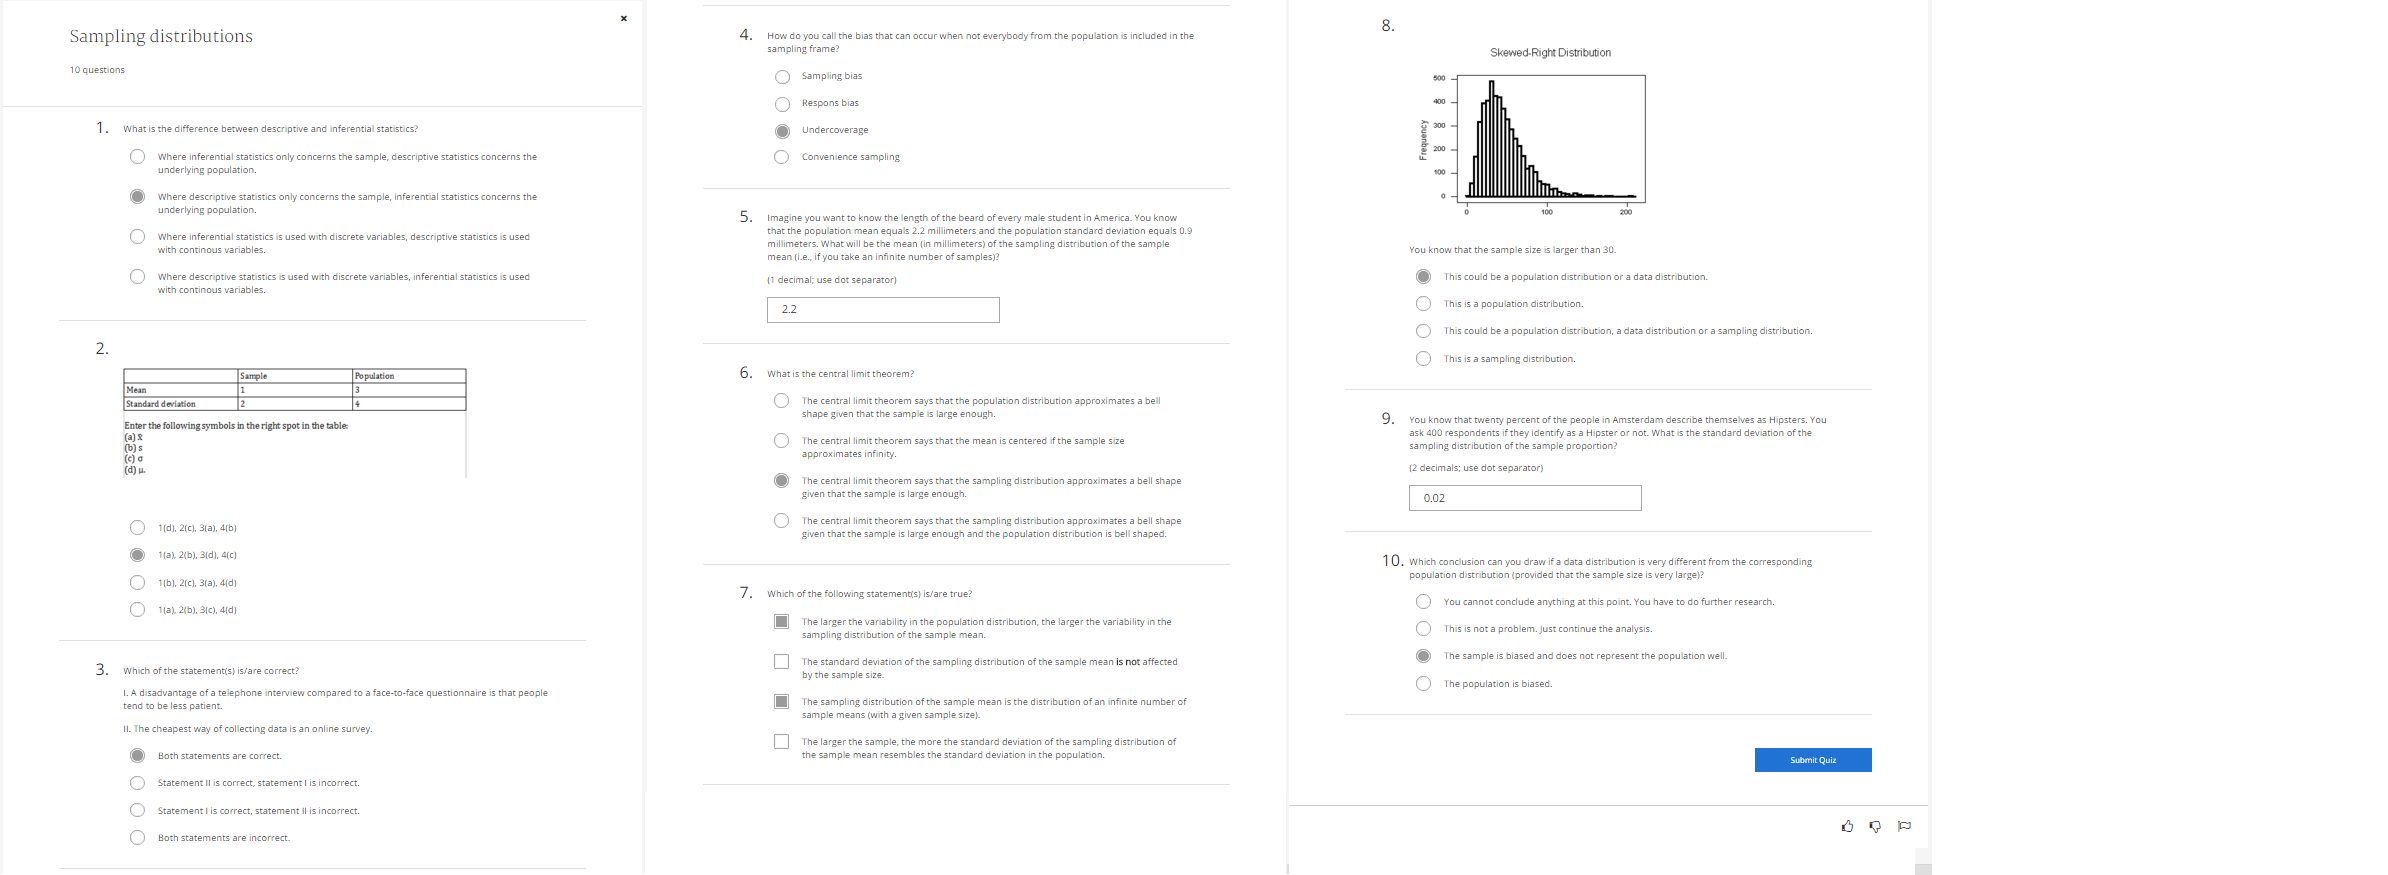 Sampling distributions
10 questions
1. What is the difference between descriptive and inferential statistics?
Where inferential statistics only concerns the sample, descriptive statistics concerns the
underlying population.
Where descriptive statistics only concerns the sample, inferential statistics concerns the
underlying population.
Where inferential statistics is used with discrete variables, descriptive statistics is used
with continous variables.
Where descriptive statistics is used with discrete variables, inferential statistics is used
with continous variables.
2.
Sample Population
Mean 1 3
Standard deviation 2 4
Enter the following symbols in the right spot in the table:
(a) x̄
(b) s
(c) σ
(d) μ.
1(d), 2(c), 3(a), 4(b)
1(a), 2(b), 3(d), 4(c)
1(b), 2(c), 3(a), 4(d)
1(a), 2(b), 3(c), 4(d)
3. Which of the statement(s) is/are correct?
I. A disadvantage of a telephone interview compared to a face-to-face questionnaire is that people
tend to be less patient.
II. The cheapest way of collecting data is an online survey.
Both statements are correct.
Statement II is correct, statement I is incorrect.
Statement I is correct, statement II is incorrect.
Both statements are incorrect.
4. How do you call the bias that can occur when not everybody from the population is included in the
sampling frame?
Sampling bias
Respons bias
Undercoverage
Convenience sampling
5. Imagine you want to know the length of the beard of every male student in America. You know
that the population mean equals 2.2 millimeters and the population standard deviation equals 0.9
millimeters. What will be the mean (in millimeters) of the sampling distribution of the sample
mean (i.e., if you take an infinite number of samples)?
(1 decimal; use dot separator)
2.2
6. What is the central limit theorem?
The central limit theorem says that the population distribution approximates a bell
shape given that the sample is large enough.
The central limit theorem says that the mean is centered if the sample size
approximates infinity.
The central limit theorem says that the sampling distribution approximates a bell shape
given that the sample is large enough.
The central limit theorem says that the sampling distribution approximates a bell shape
given that the sample is large enough and the population distribution is bell shaped.
7. Which of the following statement(s) is/are true?
The larger the variability in the population distribution, the larger the variability in the
sampling distribution of the sample mean.
The standard deviation of the sampling distribution of the sample mean is not affected
by the sample size.
The sampling distribution of the sample mean is the distribution of an infinite number of
sample means (with a given sample size).
The larger the sample, the more the standard deviation of the sampling distribution of
the sample mean resembles the standard deviation in the population.
8.
Skewed-Right Distribution
500
400
300
200
100
0
Frequency
0 100 200
You know that the sample size is larger than 30.
This could be a population distribution or a data distribution.
This is a population distribution.
This could be a population distribution, a data distribution or a sampling distribution.
This is a sampling distribution.
9. You know that twenty percent of the people in Amsterdam describe themselves as Hipsters. You
ask 400 respondents if they identify as a Hipster or not. What is the standard deviation of the
sampling distribution of the sample proportion?
(2 decimals; use dot separator)
0.02
10. Which conclusion can you draw if a data distribution is very different from the corresponding
population distribution (provided that the sample size is very large)?
You cannot conclude anything at this point. You have to do further research.
This is not a problem. Just continue the analysis.
The sample is biased and does not represent the population well.
The population is biased.
Submit Quiz